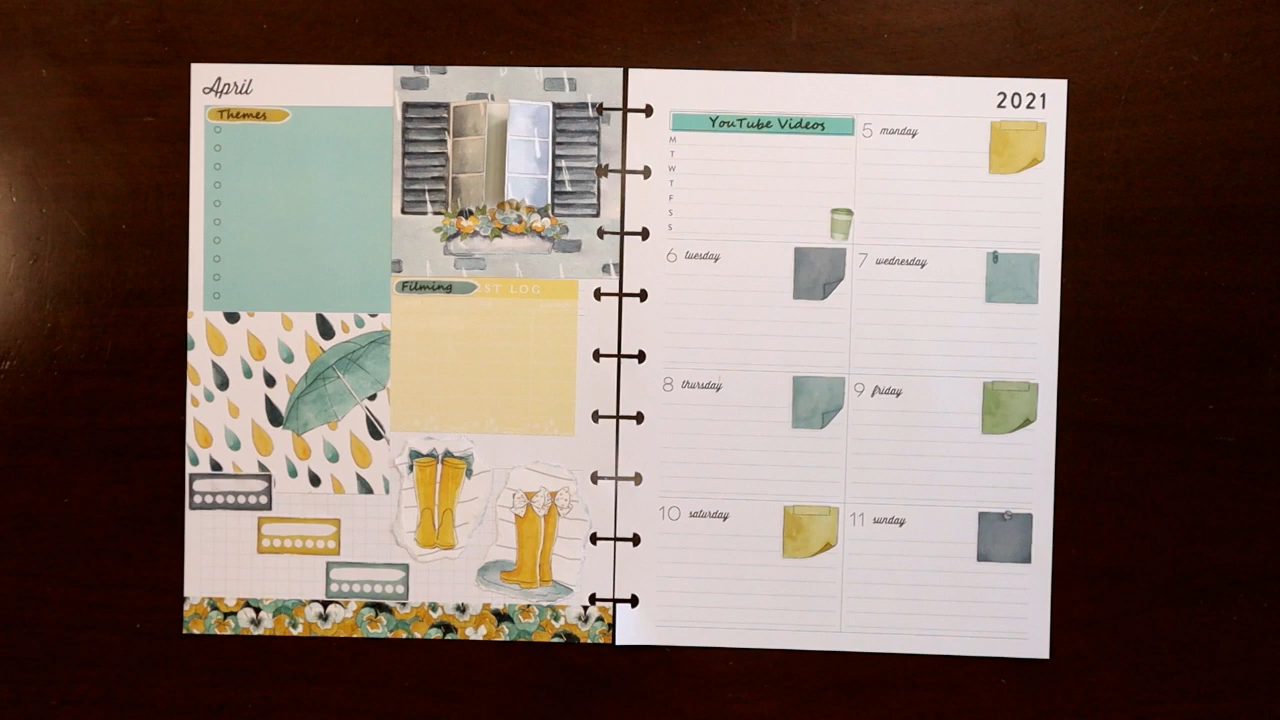 April
Themes
Filming
EST LOG
2021
YouTube Videos
M
T
W
T
F
S
S
5 monday
6 tuesday
7 wednesday
8 thursday
9 friday
10 saturday
11 sunday